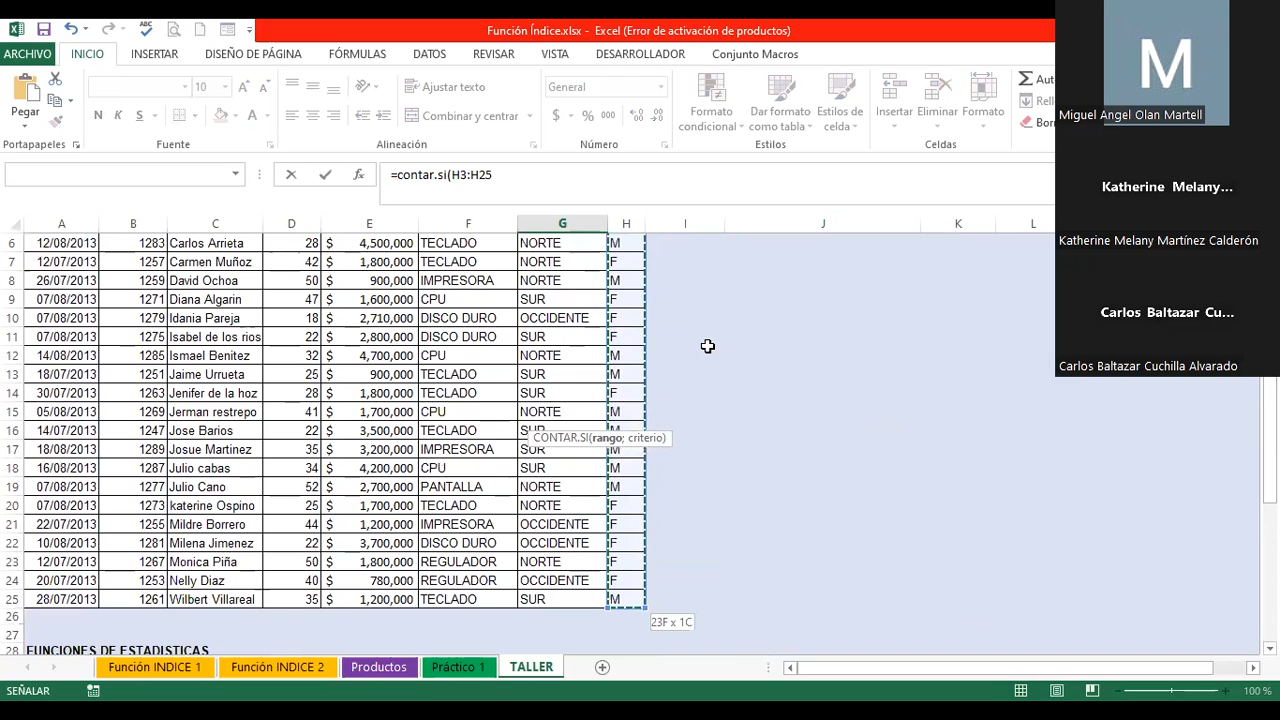 Función Índice.xlsx - Excel (Error de activación de productos)
ARCHIVO INICIO INSERTAR DISEÑO DE PÁGINA FÓRMULAS DATOS REVISAR VISTA DESARROLLADOR Conjunto Macros
Pegar
10
N K S
Ajustar texto
Combinar y centrar
General
$ % 000
Formato condicional
Dar formato como tabla
Estilos de celda
Insertar Eliminar Formato
Σ Auto
Rell
Borr
Portapapeles Fuente Alineación Número Estilos Celdas
fx =contar.si(H3:H25
A B C D E F G H I J K L
6 12/08/2013 1283 Carlos Arrieta 28 $ 4,500,000 TECLADO NORTE M
7 12/07/2013 1257 Carmen Muñoz 42 $ 1,800,000 TECLADO NORTE F
8 26/07/2013 1259 David Ochoa 50 $ 900,000 IMPRESORA NORTE M
9 07/08/2013 1271 Diana Algarin 47 $ 1,600,000 CPU SUR F
10 07/08/2013 1279 Idania Pareja 18 $ 2,710,000 DISCO DURO OCCIDENTE F
11 07/08/2013 1275 Isabel de los rios 22 $ 2,800,000 DISCO DURO SUR F
12 14/08/2013 1285 Ismael Benitez 32 $ 4,700,000 CPU NORTE M
13 18/07/2013 1251 Jaime Urrueta 25 $ 900,000 TECLADO SUR M
14 30/07/2013 1263 Jenifer de la hoz 28 $ 1,800,000 TECLADO SUR F
15 05/08/2013 1269 Jerman restrepo 41 $ 1,700,000 CPU NORTE M
16 14/07/2013 1247 Jose Barios 22 $ 3,500,000 TECLADO SUR M
CONTAR.SI(rango; criterio)
17 18/08/2013 1289 Josue Martinez 35 $ 3,200,000 IMPRESORA SUR M
18 16/08/2013 1287 Julio cabas 34 $ 4,200,000 CPU SUR M
19 07/08/2013 1277 Julio Cano 52 $ 2,700,000 PANTALLA NORTE M
20 07/08/2013 1273 katerine Ospino 25 $ 1,700,000 TECLADO NORTE F
21 22/07/2013 1255 Mildre Borrero 44 $ 1,200,000 IMPRESORA OCCIDENTE F
22 10/08/2013 1281 Milena Jimenez 22 $ 3,700,000 DISCO DURO OCCIDENTE F
23 12/07/2013 1267 Monica Piña 50 $ 1,800,000 REGULADOR NORTE F
24 20/07/2013 1253 Nelly Diaz 40 $ 780,000 REGULADOR OCCIDENTE F
25 28/07/2013 1261 Wilbert Villareal 35 $ 1,200,000 TECLADO SUR M
26
23F x 1C
27
28 FUNCIONES DE ESTADISTICAS
Función INDICE 1 Función INDICE 2 Productos Práctico 1 TALLER
SEÑALAR
100 %
M
Miguel Angel Olan Martell
Katherine Melany...
Katherine Melany Martínez Calderón
Carlos Baltazar Cu...
Carlos Baltazar Cuchilla Alvarado